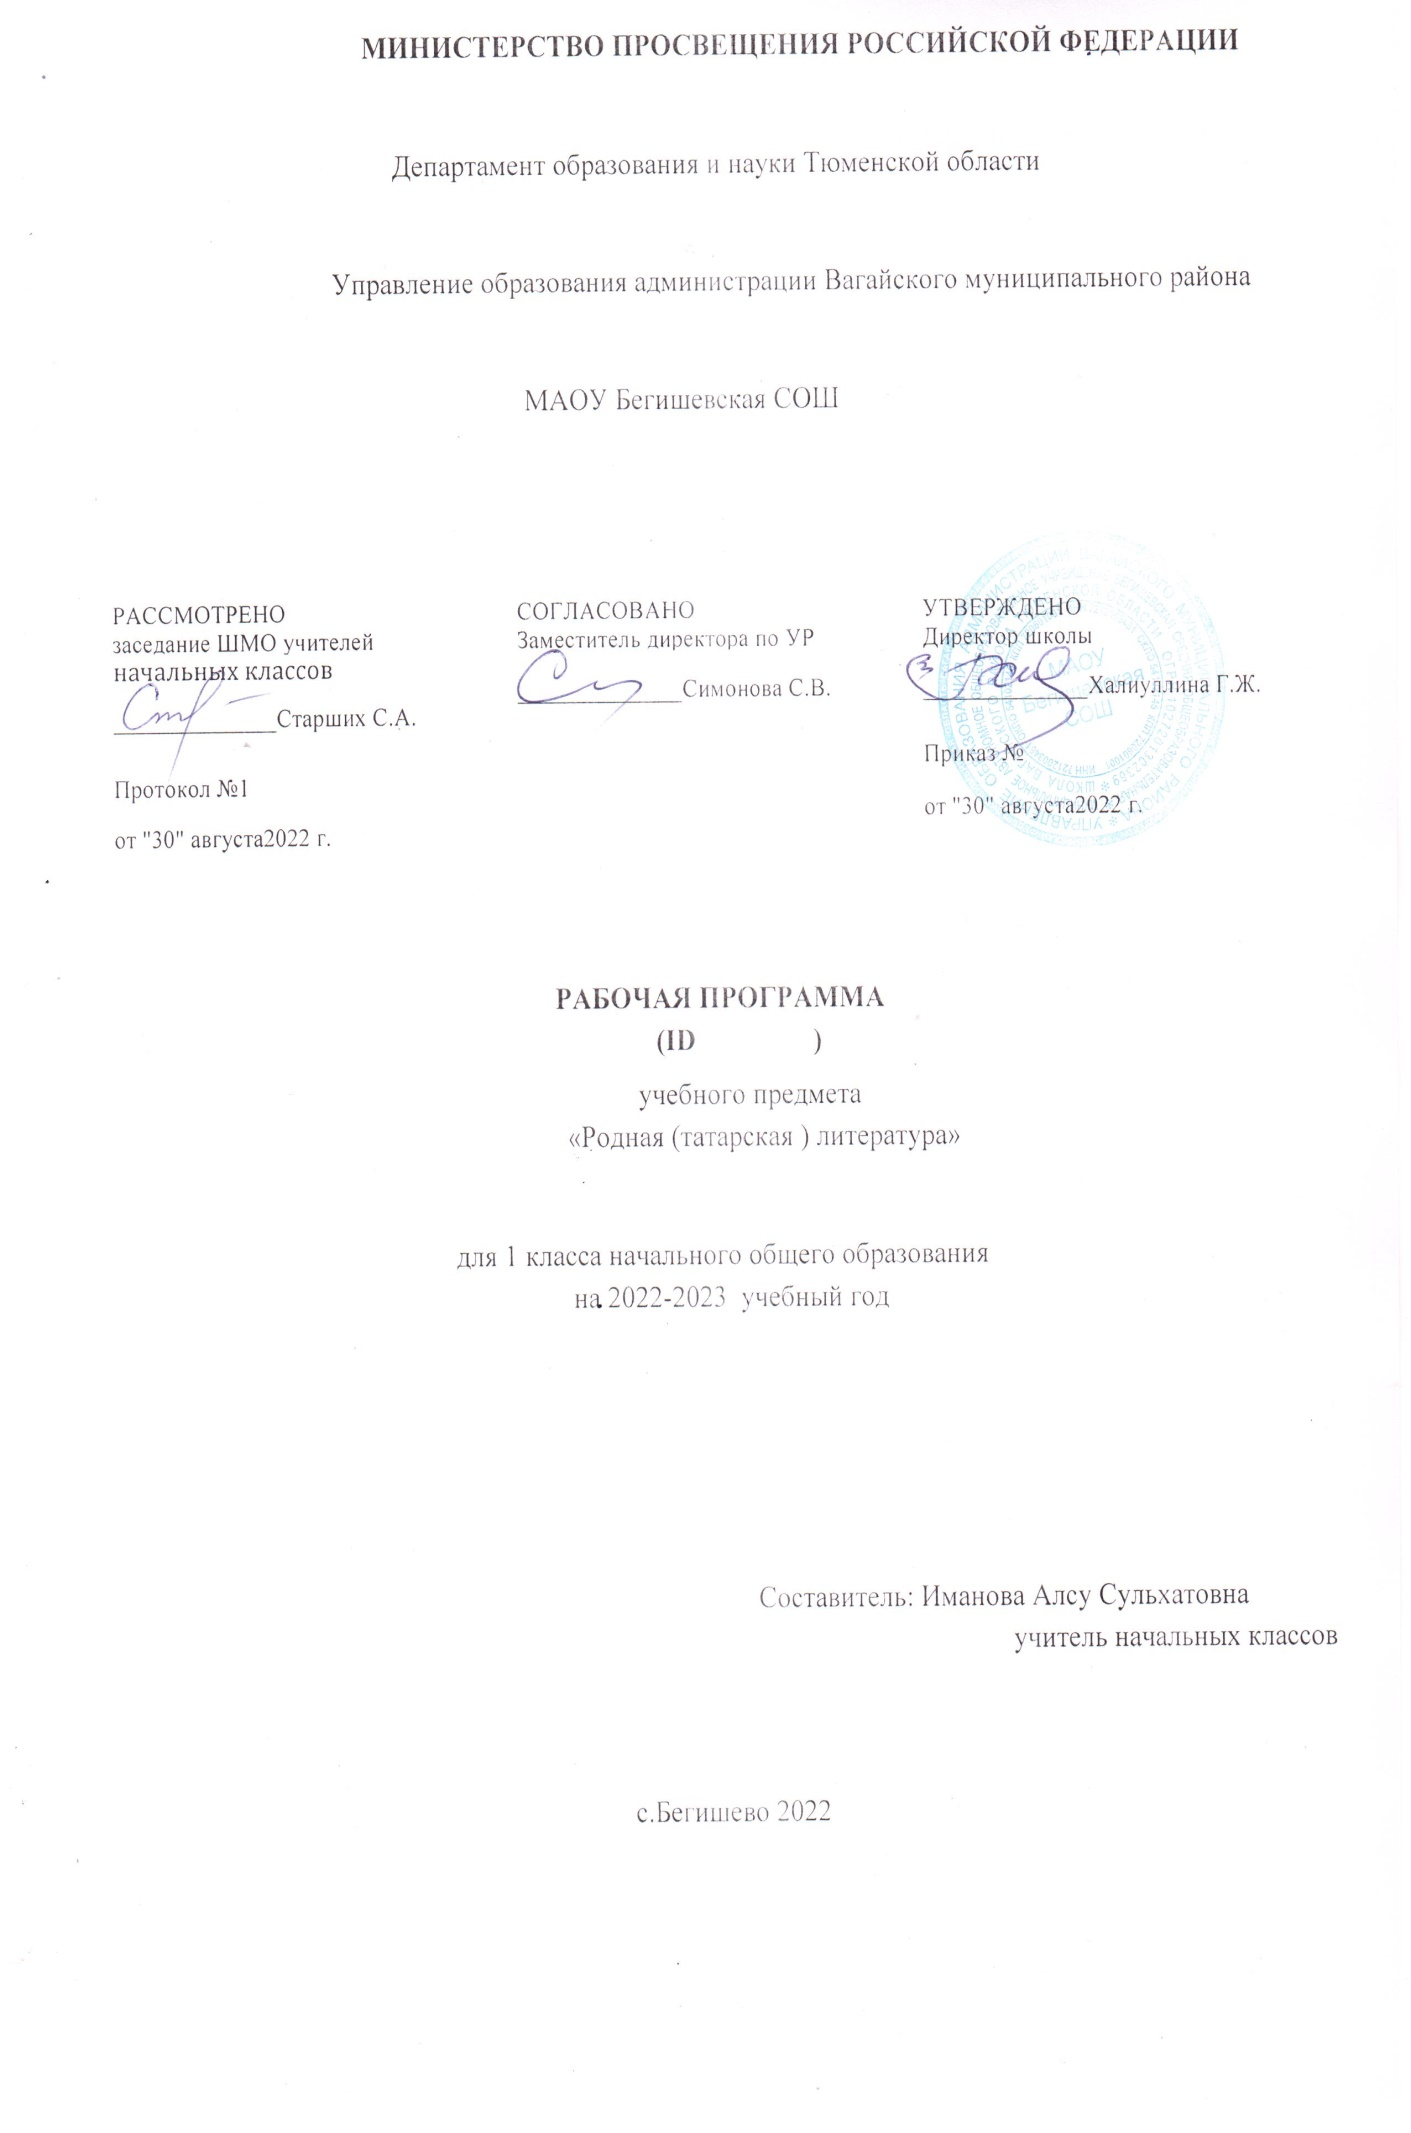 МИНИСТЕРСТВО ПРОСВЕЩЕНИЯ РОССИЙСКОЙ ФЕДЕРАЦИИ
Департамент образования и науки Тюменской области
Управление образования администрации Вагайского муниципального района
МАОУ Бегишевская СОШ
РАССМОТРЕНО
заседание ШМО учителей
начальных классов
Старших С.А.
Протокол №1
от "30" августа2022 г.
СОГЛАСОВАНО
Заместитель директора по УР
Симонова С.В.
УТВЕРЖДЕНО
Директор школы
Халиуллина Г.Ж.
Приказ №
от "30" августа2022 г.
МАОУ
Бегишевская
СОШ
РАБОЧАЯ ПРОГРАММА
(ID )
учебного предмета
«Родная (татарская ) литература»
для 1 класса начального общего образования
на 2022-2023 учебный год
Составитель: Иманова Алсу Сульхатовна
учитель начальных классов
с.Бегишево 2022